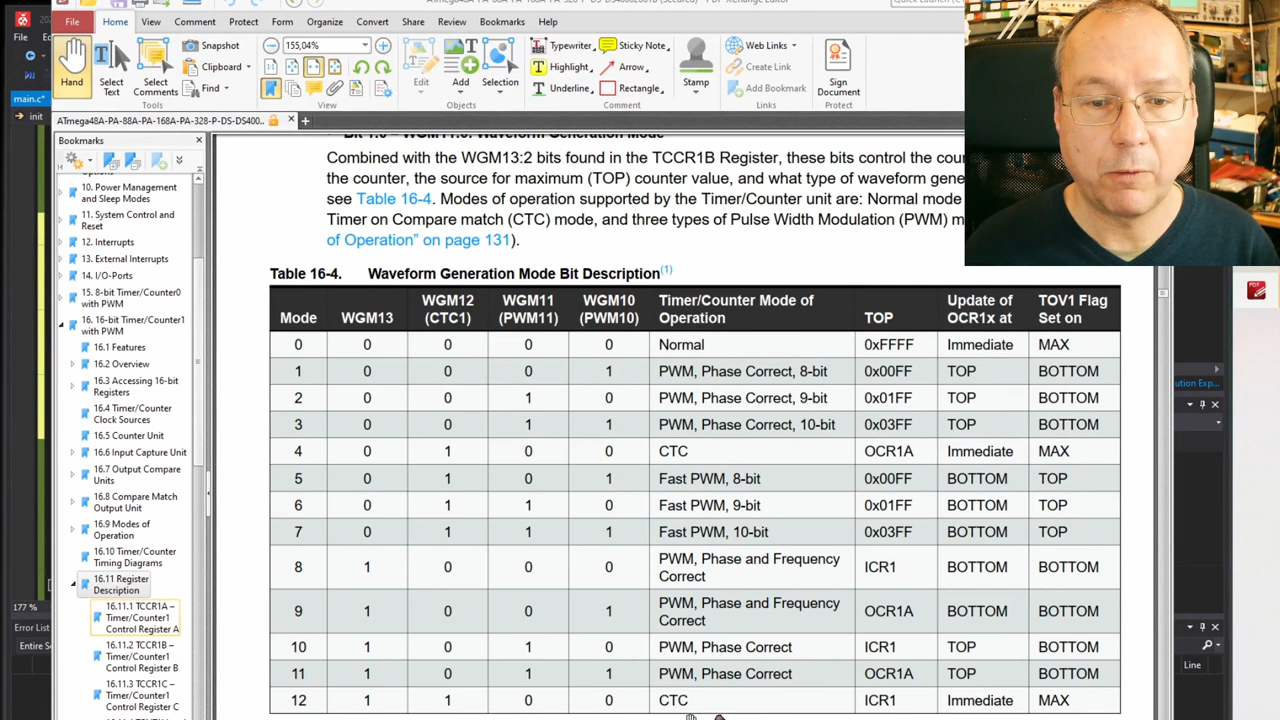 File Home View Comment Protect Form Organize Convert Share Review Bookmarks Help
File
main.c*
init
177 %
Error List
Entire S
Hand
Select
Text
Select
Comments
Snapshot
Clipboard
Find
Tools
155,04%
View
Edit
Add
Selection
Objects
Typewriter
Highlight
Underline
Sticky Note
Arrow
Rectangle
Stamp
Comment
Web Links
Create Link
Add Bookmark
Links
Sign
Document
Protect
ATmega48A-PA-88A-PA-168A-PA-328-P-DS-DS400..
Bookmarks
10. Power Management
and Sleep Modes
11. System Control and
Reset
12. Interrupts
13. External Interrupts
14. I/O-Ports
15. 8-bit Timer/Counter0
with PWM
16. 16-bit Timer/Counter1
with PWM
16.1 Features
16.2 Overview
16.3 Accessing 16-bit
Registers
16.4 Timer/Counter
Clock Sources
16.5 Counter Unit
16.6 Input Capture Unit
16.7 Output Compare
Units
16.8 Compare Match
Output Unit
16.9 Modes of
Operation
16.10 Timer/Counter
Timing Diagrams
16.11 Register
Description
16.11.1 TCCR1A –
Timer/Counter1
Control Register A
16.11.2 TCCR1B –
Timer/Counter1
Control Register B
16.11.3 TCCR1C –
Timer/Counter1
Control Register C
Combined with the WGM13:2 bits found in the TCCR1B Register, these bits control the cou
the counter, the source for maximum (TOP) counter value, and what type of waveform gene
see Table 16-4. Modes of operation supported by the Timer/Counter unit are: Normal mode
Timer on Compare match (CTC) mode, and three types of Pulse Width Modulation (PWM) m
of Operation” on page 131).
Table 16-4. Waveform Generation Mode Bit Description(1)
Mode WGM13 WGM12 (CTC1) WGM11 (PWM11) WGM10 (PWM10) Timer/Counter Mode of Operation TOP Update of OCR1x at TOV1 Flag Set on
0 0 0 0 0 Normal 0xFFFF Immediate MAX
1 0 0 0 1 PWM, Phase Correct, 8-bit 0x00FF TOP BOTTOM
2 0 0 1 0 PWM, Phase Correct, 9-bit 0x01FF TOP BOTTOM
3 0 0 1 1 PWM, Phase Correct, 10-bit 0x03FF TOP BOTTOM
4 0 1 0 0 CTC OCR1A Immediate MAX
5 0 1 0 1 Fast PWM, 8-bit 0x00FF BOTTOM TOP
6 0 1 1 0 Fast PWM, 9-bit 0x01FF BOTTOM TOP
7 0 1 1 1 Fast PWM, 10-bit 0x03FF BOTTOM TOP
8 1 0 0 0 PWM, Phase and Frequency Correct ICR1 BOTTOM BOTTOM
9 1 0 0 1 PWM, Phase and Frequency Correct OCR1A BOTTOM BOTTOM
10 1 0 1 0 PWM, Phase Correct ICR1 TOP BOTTOM
11 1 0 1 1 PWM, Phase Correct OCR1A TOP BOTTOM
12 1 1 0 0 CTC ICR1 Immediate MAX
ution Exp...
Line
PDF